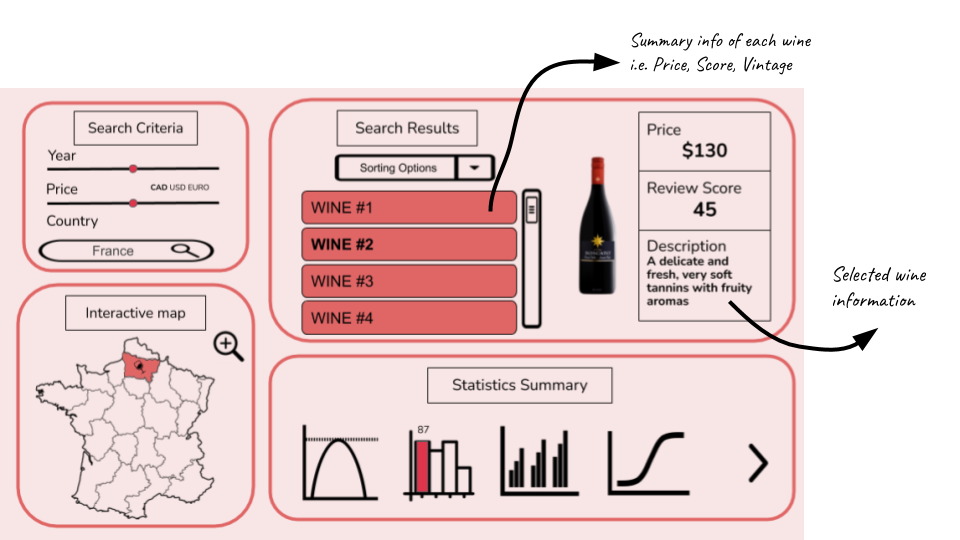 Summary info of each wine
i.e. Price, Score, Vintage
Search Criteria
Year
Price
CAD USD EURO
Country
France
Search Results
Sorting Options
WINE #1
WINE #2
WINE #3
WINE #4
Price
$130
Review Score
45
Description
A delicate and
fresh, very soft
tannins with fruity
aromas
Selected wine
information
Interactive map
Statistics Summary
87